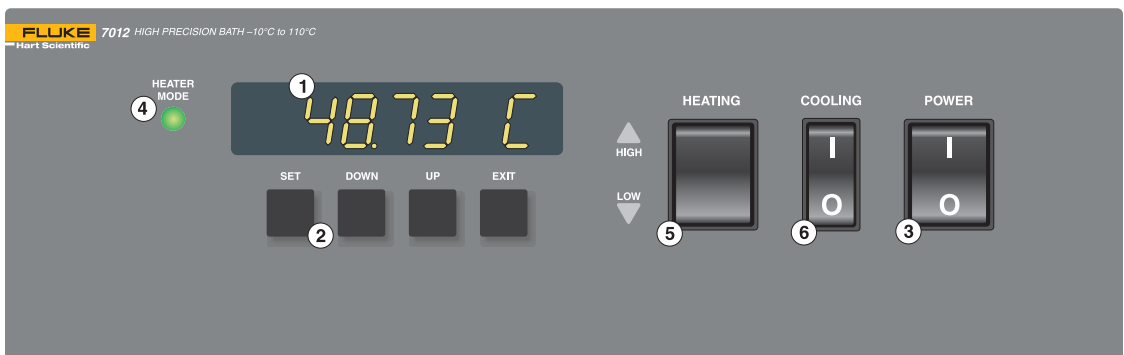 FLUKE 7012 HIGH PRECISION BATH –10°C to 110°C
Hart Scientific
HEATER
MODE
4
1
48.73 C
SET DOWN UP EXIT
2
HEATING COOLING POWER
HIGH
LOW
I I
O O
5 6 3